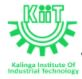 KiiT
Kalinga Institute Of
Industrial Technology